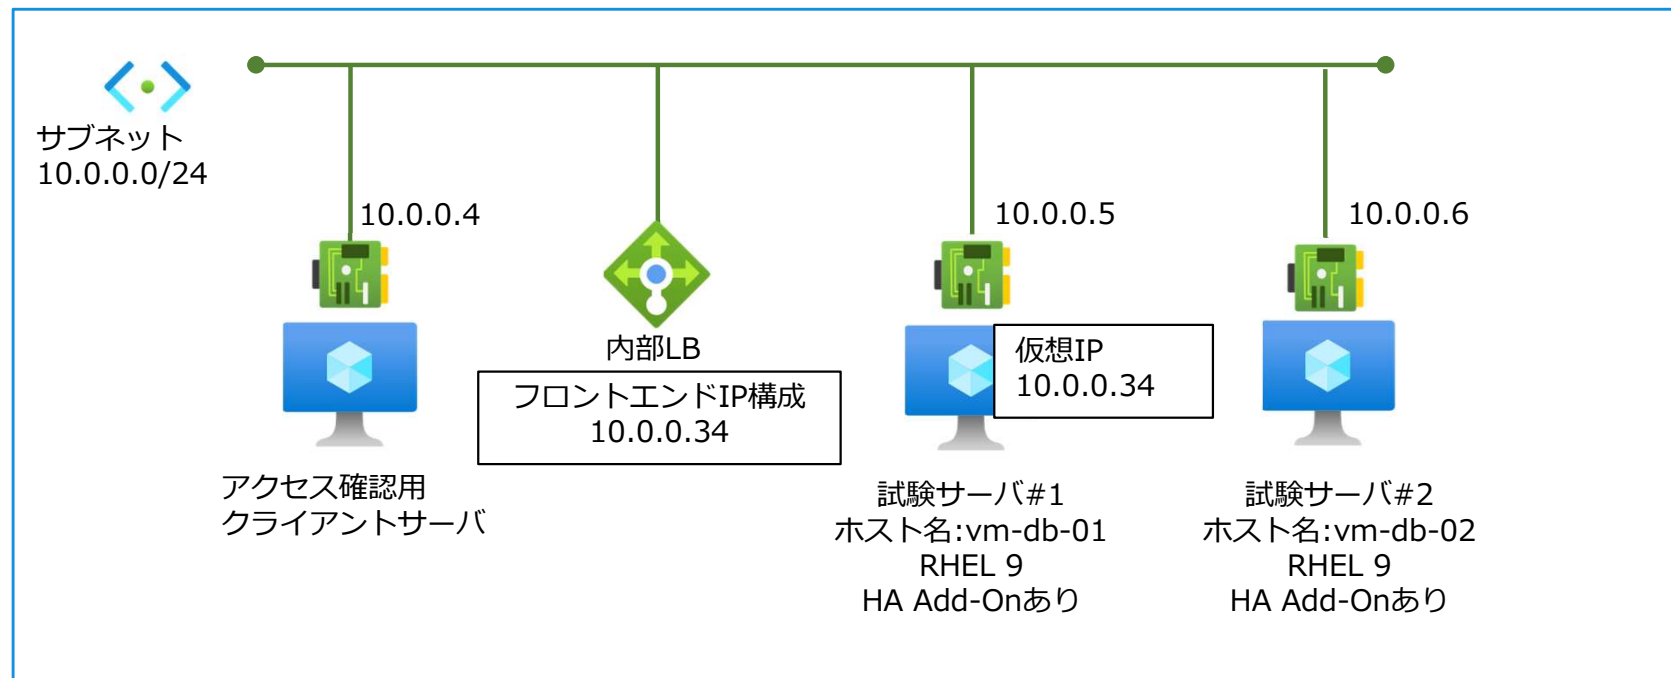 サブネット
10.0.0.0/24
10.0.0.4
10.0.0.5
10.0.0.6
内部LB
フロントエンドIP構成
10.0.0.34
仮想IP
10.0.0.34
アクセス確認用
クライアントサーバ
試験サーバ#1
ホスト名:vm-db-01
RHEL 9
HA Add-Onあり
試験サーバ#2
ホスト名:vm-db-02
RHEL 9
HA Add-Onあり